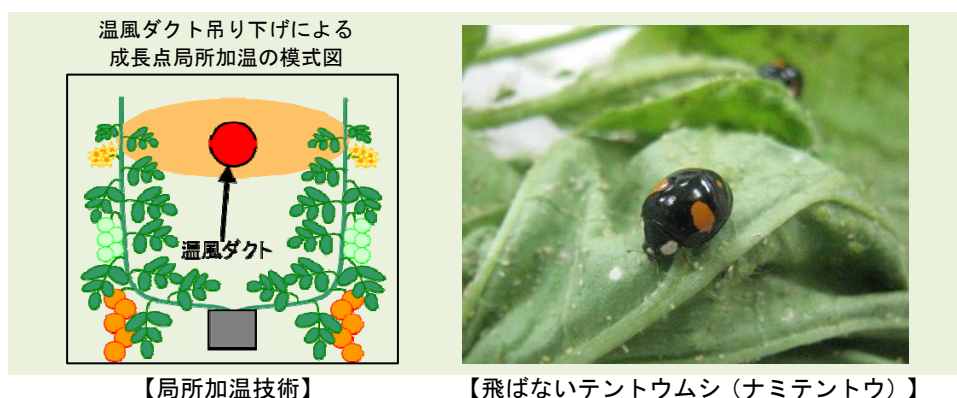 温風ダクト吊り下げによる
成長点局所加温の模式図
温風ダクト
【局所加温技術】
【飛ばないテントウムシ（ナミテントウ）】